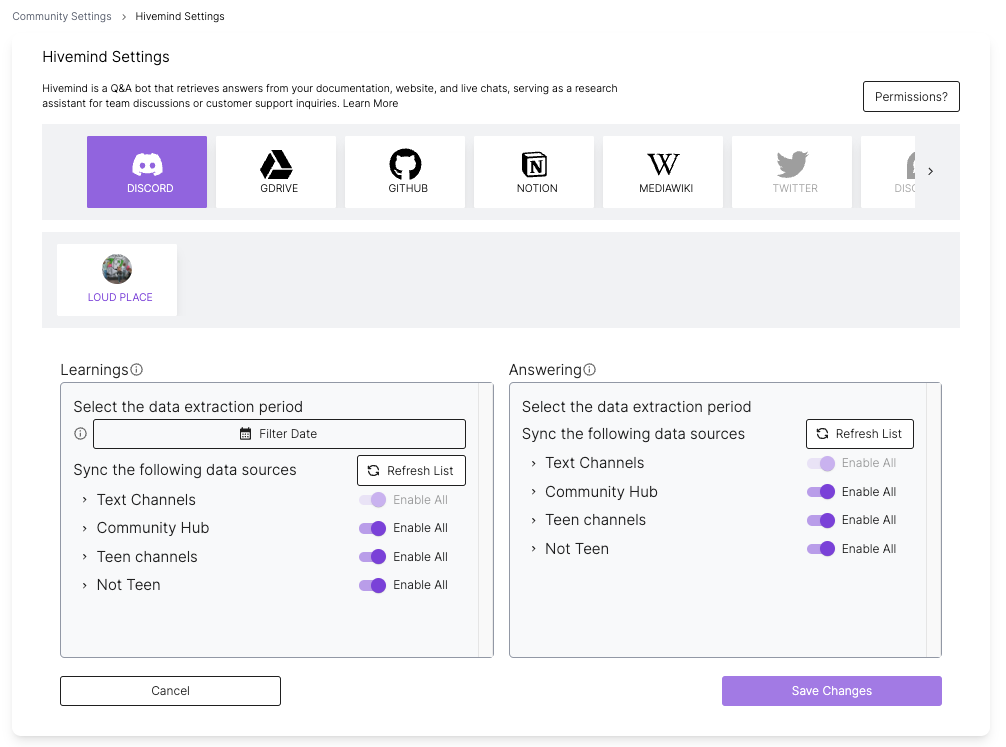 Community Settings > Hivemind Settings
Hivemind Settings
Hivemind is a Q&A bot that retrieves answers from your documentation, website, and live chats, serving as a research
assistant for team discussions or customer support inquiries. Learn More
Permissions?
DISCORD GDRIVE GITHUB NOTION MEDIAWIKI TWITTER
LOUD PLACE
Learnings
Select the data extraction period
Filter Date
Sync the following data sources Refresh List
Text Channels Enable All
Community Hub Enable All
Teen channels Enable All
Not Teen Enable All
Answering
Select the data extraction period
Sync the following data sources Refresh List
Text Channels Enable All
Community Hub Enable All
Teen channels Enable All
Not Teen Enable All
Cancel Save Changes